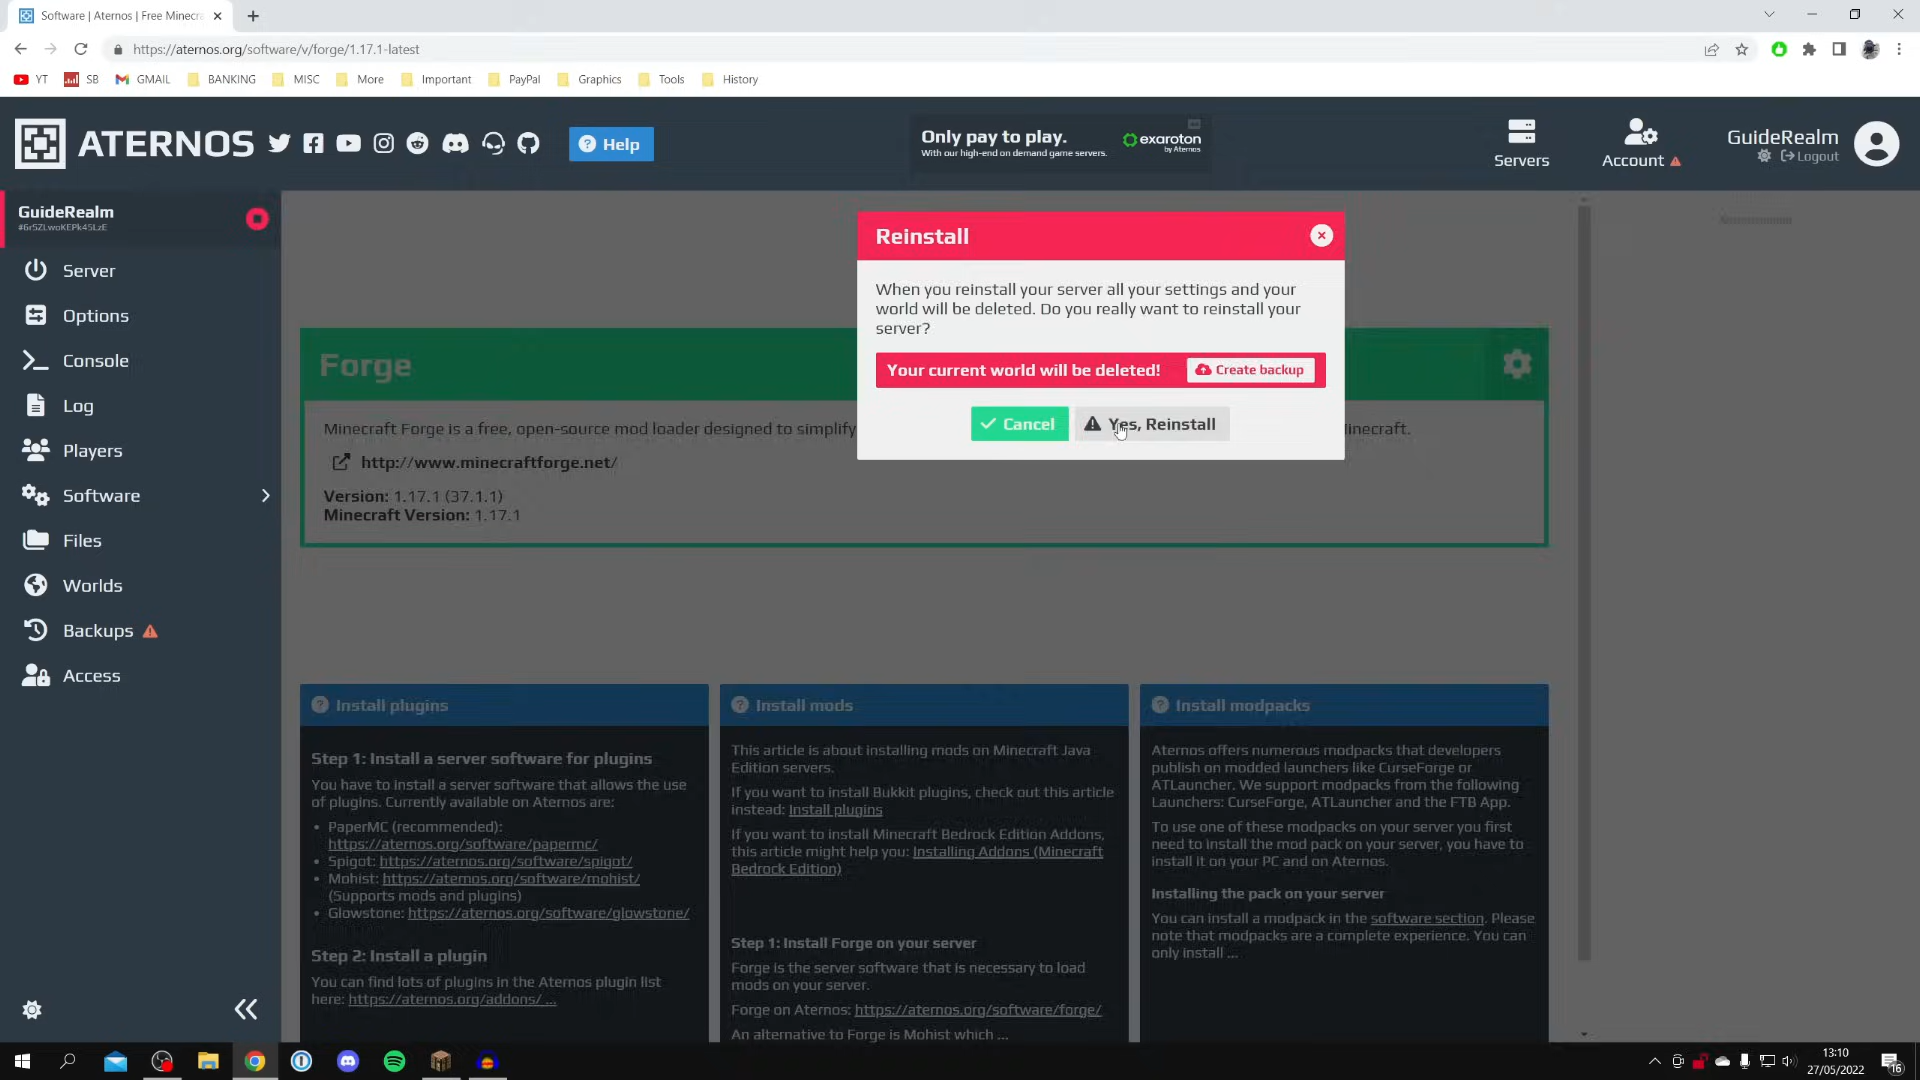 Software | Aternos | Free Minecr
https://aternos.org/software/v/forge/1.17.1-latest
YT
SB
GMAIL
BANKING
MISC
More
Important
PayPal
Graphics
Tools
History
ATERNOS
Help
Only pay to play.
With our high-end on demand game servers.
exaroton
by Aternos
Servers
Account
GuideRealm
Logout
GuideRealm
#6r5ZLwoKEPk45LzE
Server
Options
Console
Log
Players
Software
Files
Worlds
Backups
Access
Reinstall
When you reinstall your server all your settings and your
world will be deleted. Do you really want to reinstall your
server?
Your current world will be deleted!
Create backup
Cancel
Yes, Reinstall
Forge
Minecraft Forge is a free, open-source mod loader designed to simplify
inecraft.
http://www.minecraftforge.net/
Version: 1.17.1 (37.1.1)
Minecraft Version: 1.17.1
Install plugins
Step 1: Install a server software for plugins
You have to install a server software that allows the use
of plugins. Currently available on Aternos are:
• PaperMC (recommended):
https://aternos.org/software/papermc/
• Spigot: https://aternos.org/software/spigot/
• Mohist: https://aternos.org/software/mohist/
(Supports mods and plugins)
• Glowstone: https://aternos.org/software/glowstone/
Step 2: Install a plugin
You can find lots of plugins in the Aternos plugin list
here: https://aternos.org/addons/ ...
Install mods
This article is about installing mods on Minecraft Java
Edition servers.
If you want to install Bukkit plugins, check out this article
instead: Install plugins
If you want to install Minecraft Bedrock Edition Addons,
this article might help you: Installing Addons (Minecraft
Bedrock Edition)
Step 1: Install Forge on your server
Forge is the server software that is necessary to load
mods on your server.
Forge on Aternos: https://aternos.org/software/forge/
An alternative to Forge is Mohist which ...
Install modpacks
Aternos offers numerous modpacks that developers
publish on modded launchers like CurseForge or
ATLauncher. We support modpacks from the following
Launchers: CurseForge, ATLauncher and the FTB App.
To use one of these modpacks on your server you first
need to install the mod pack on your server, you have to
install it on your PC and on Aternos.
Installing the pack on your server
You can install a modpack in the software section. Please
note that modpacks are a complete experience. You can
only install ...
13:10
27/05/2022
16